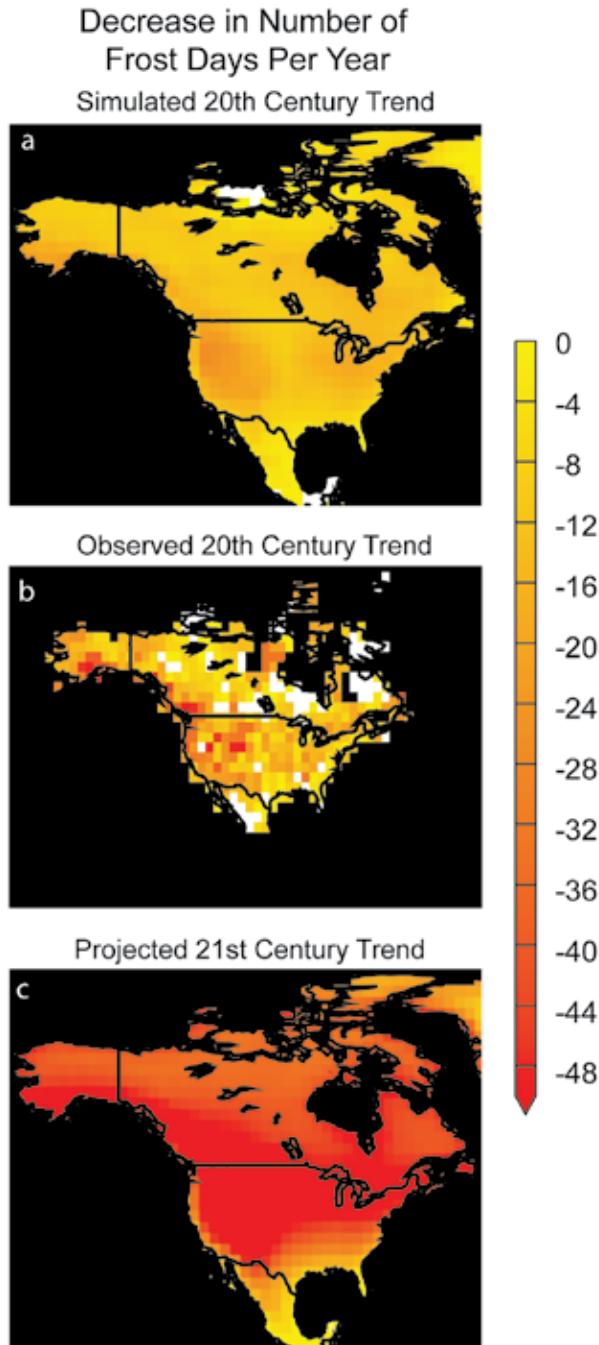 Decrease in Number of
Frost Days Per Year
Simulated 20th Century Trend
a
Observed 20th Century Trend
b
Projected 21st Century Trend
c
0
-4
-8
-12
-16
-20
-24
-28
-32
-36
-40
-44
-48